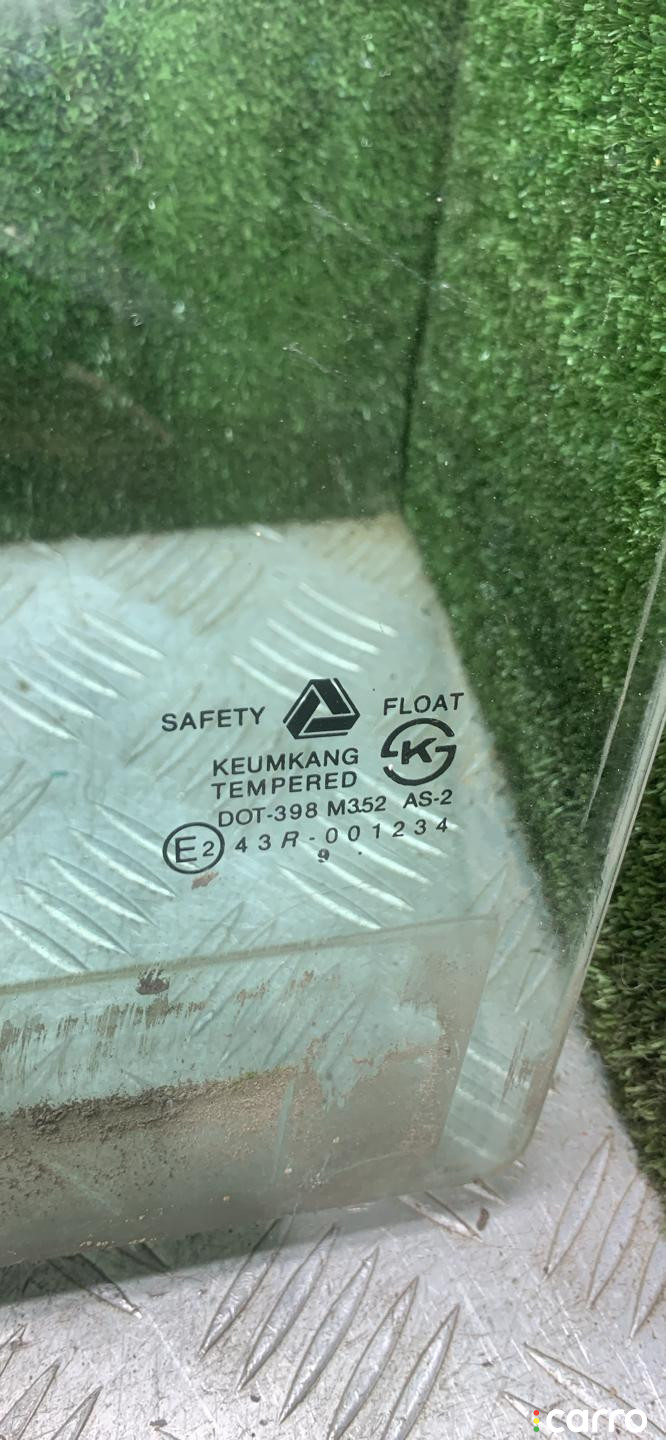 SAFETY FLOAT
KEUMKANG
TEMPERED
DOT-398 M352 AS-2
E2 43R-001234
9 .
carro